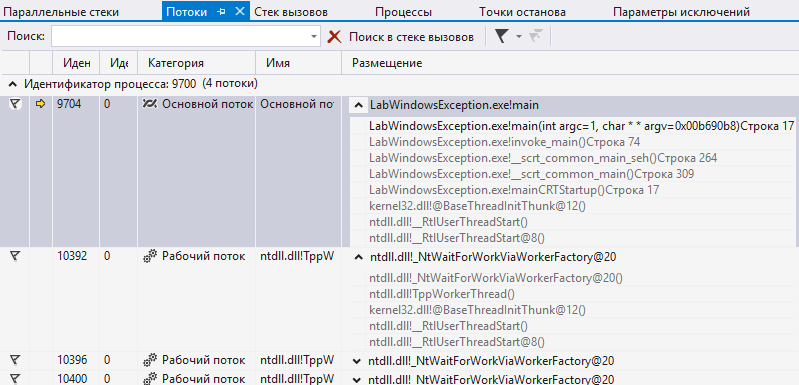 Параллельные стеки Потоки Стек вызовов Процессы Точки останова Параметры исключений
Поиск: Поиск в стеке вызовов
Иден Иде Категория Имя Размещение
Идентификатор процесса: 9700 (4 потоки)
9704 0 Основной поток Основной по LabWindowsException.exe!main
LabWindowsException.exe!main(int argc=1, char * * argv=0x00b690b8)Строка 17
LabWindowsException.exe!invoke_main()Строка 74
LabWindowsException.exe!__scrt_common_main_seh()Строка 264
LabWindowsException.exe!__scrt_common_main()Строка 309
LabWindowsException.exe!mainCRTStartup()Строка 17
kernel32.dll!@BaseThreadInitThunk@12()
ntdll.dll!__RtlUserThreadStart()
ntdll.dll!__RtlUserThreadStart@8()
10392 0 Рабочий поток ntdll.dll!TppW ntdll.dll!_NtWaitForWorkViaWorkerFactory@20
ntdll.dll!_NtWaitForWorkViaWorkerFactory@20()
ntdll.dll!TppWorkerThread()
kernel32.dll!@BaseThreadInitThunk@12()
ntdll.dll!__RtlUserThreadStart()
ntdll.dll!__RtlUserThreadStart@8()
10396 0 Рабочий поток ntdll.dll!TppW ntdll.dll!_NtWaitForWorkViaWorkerFactory@20
10400 0 Рабочий поток ntdll.dll!TppW ntdll.dll!_NtWaitForWorkViaWorkerFactory@20